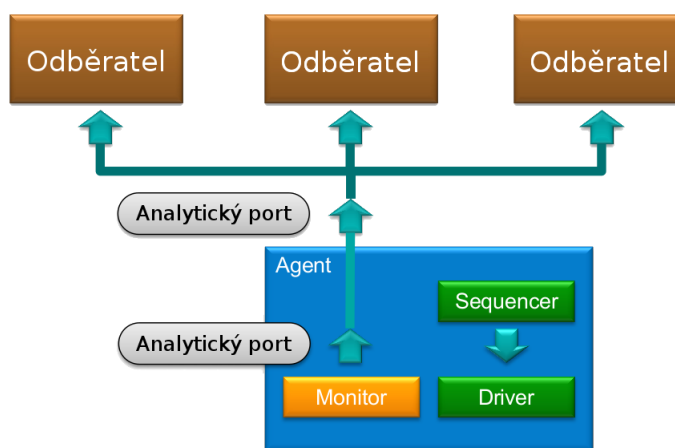 Odběratel
Odběratel
Odběratel
Analytický port
Agent
Sequencer
Analytický port
Monitor
Driver